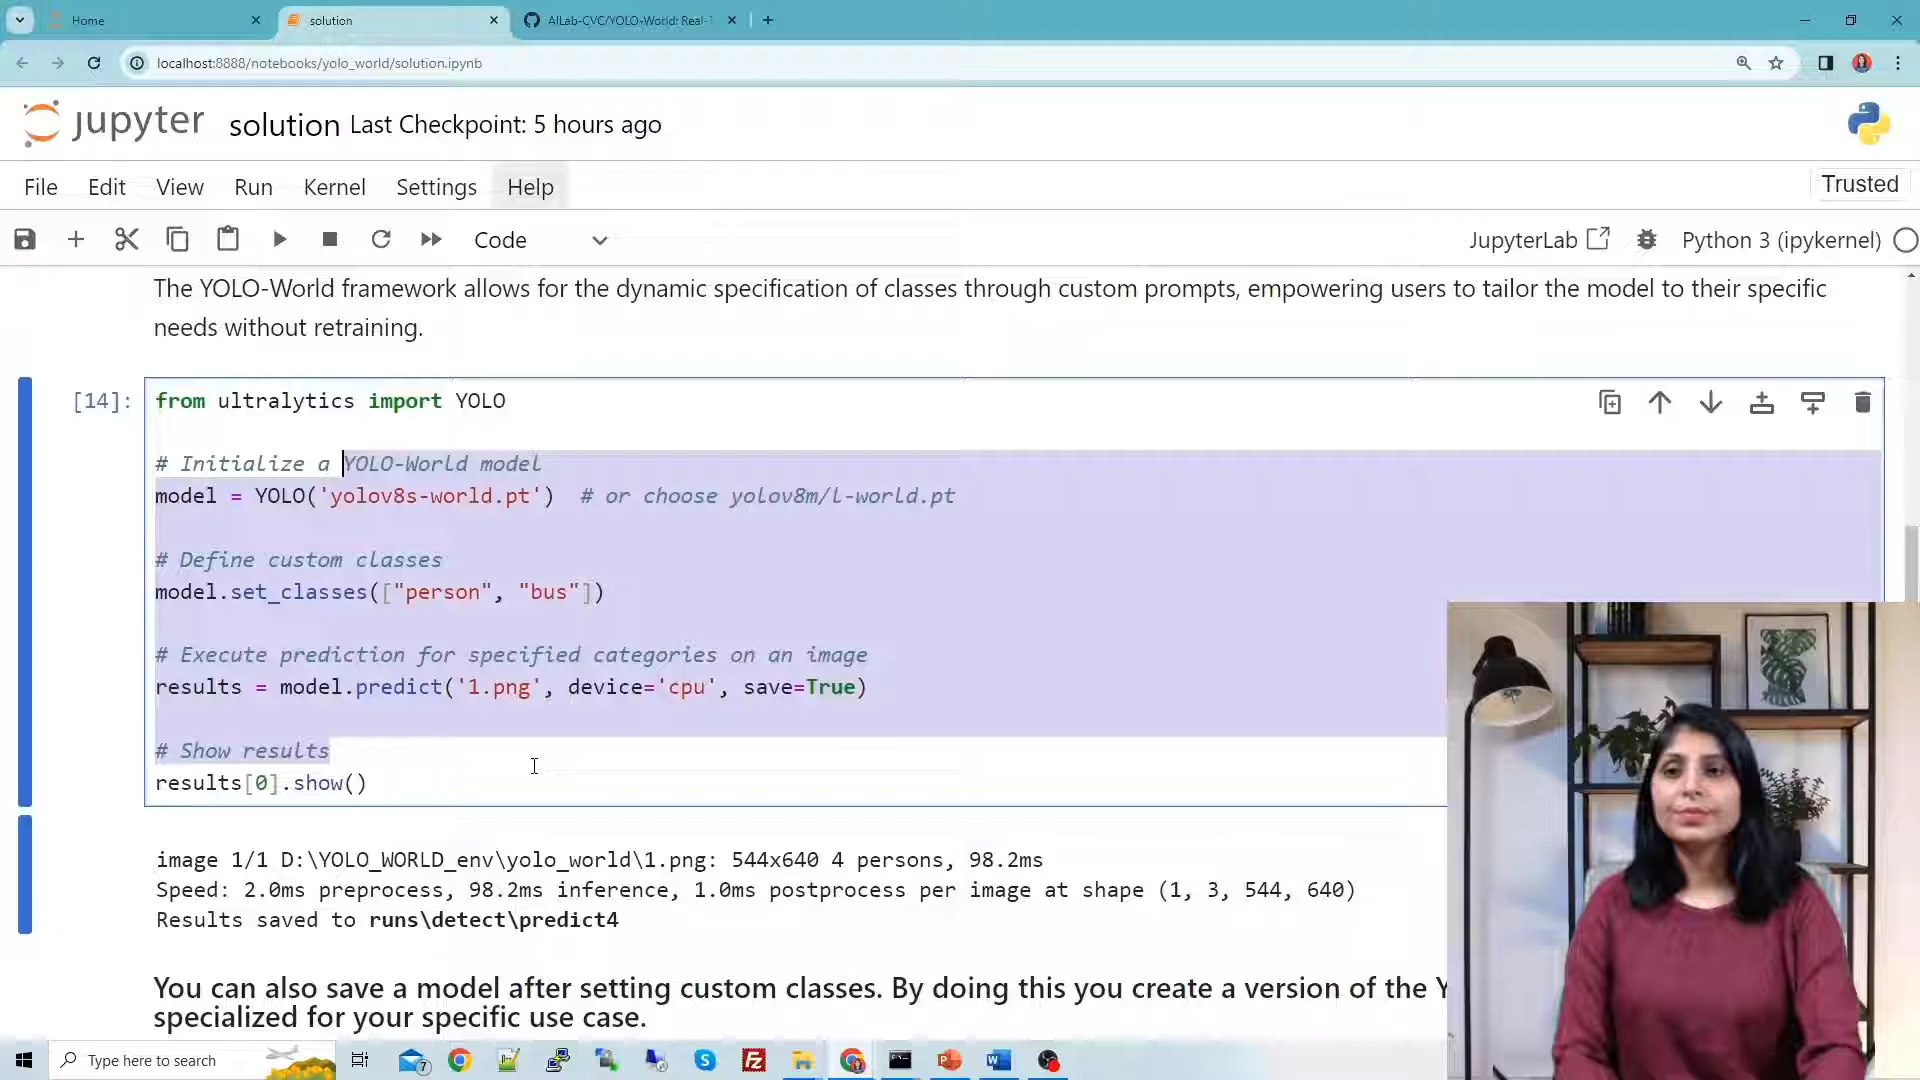 Home
solution
AILab-CVC/YOLO-World: Real-
localhost:8888/notebooks/yolo_world/solution.ipynb
jupyter solution Last Checkpoint: 5 hours ago
File Edit View Run Kernel Settings Help
Trusted
Code
JupyterLab
Python 3 (ipykernel)
The YOLO-World framework allows for the dynamic specification of classes through custom prompts, empowering users to tailor the model to their specific
needs without retraining.
[14]:
from ultralytics import YOLO
# Initialize a YOLO-World model
model = YOLO('yolov8s-world.pt')  # or choose yolov8m/l-world.pt
# Define custom classes
model.set_classes(["person", "bus"])
# Execute prediction for specified categories on an image
results = model.predict('1.png', device='cpu', save=True)
# Show results
results[0].show()
image 1/1 D:\YOLO_WORLD_env\yolo_world\1.png: 544x640 4 persons, 98.2ms
Speed: 2.0ms preprocess, 98.2ms inference, 1.0ms postprocess per image at shape (1, 3, 544, 640)
Results saved to runs\detect\predict4
You can also save a model after setting custom classes. By doing this you create a version of the Y
specialized for your specific use case.
Type here to search
7